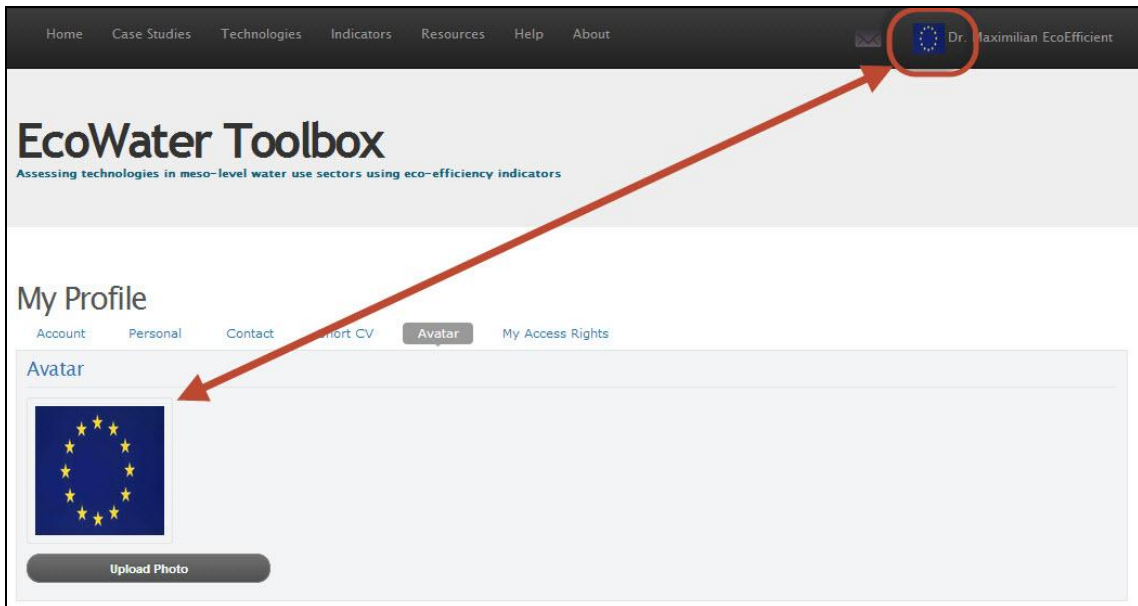 Home Case Studies Technologies Indicators Resources Help About Dr. Maximilian EcoEfficient
EcoWater Toolbox
Assessing technologies in meso-level water use sectors using eco-efficiency indicators
My Profile
Account Personal Contact Short CV Avatar My Access Rights
Avatar
Upload Photo